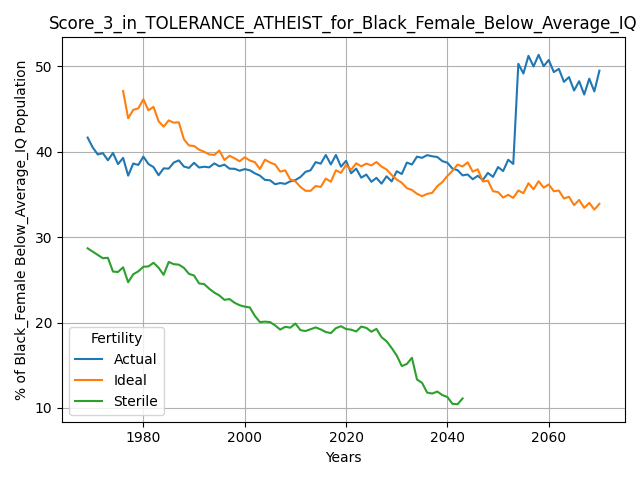 Score_3_in_TOLERANCE_ATHEIST_for_Black_Female_Below_Average_IQ
% of Black_Female Below_Average_IQ Population
50
40
30
20
10
Fertility
Actual
Ideal
Sterile
1980
2000
2020
2040
2060
Years